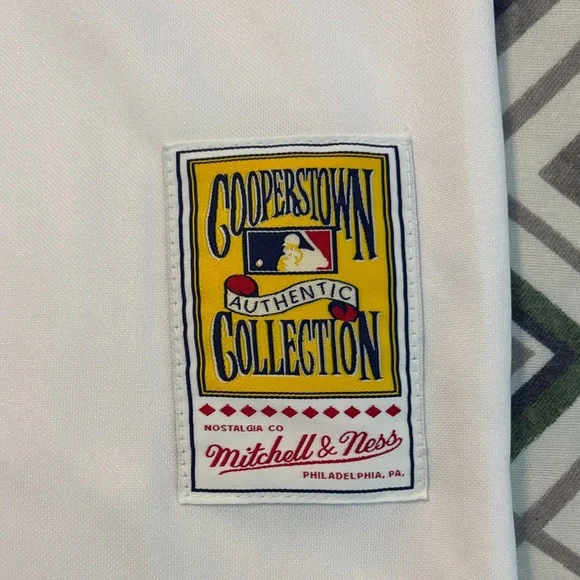 COOPERSTOWN
AUTHENTIC
COLLECTION
NOSTALGIA CO
Mitchell & Ness
PHILADELPHIA, PA.